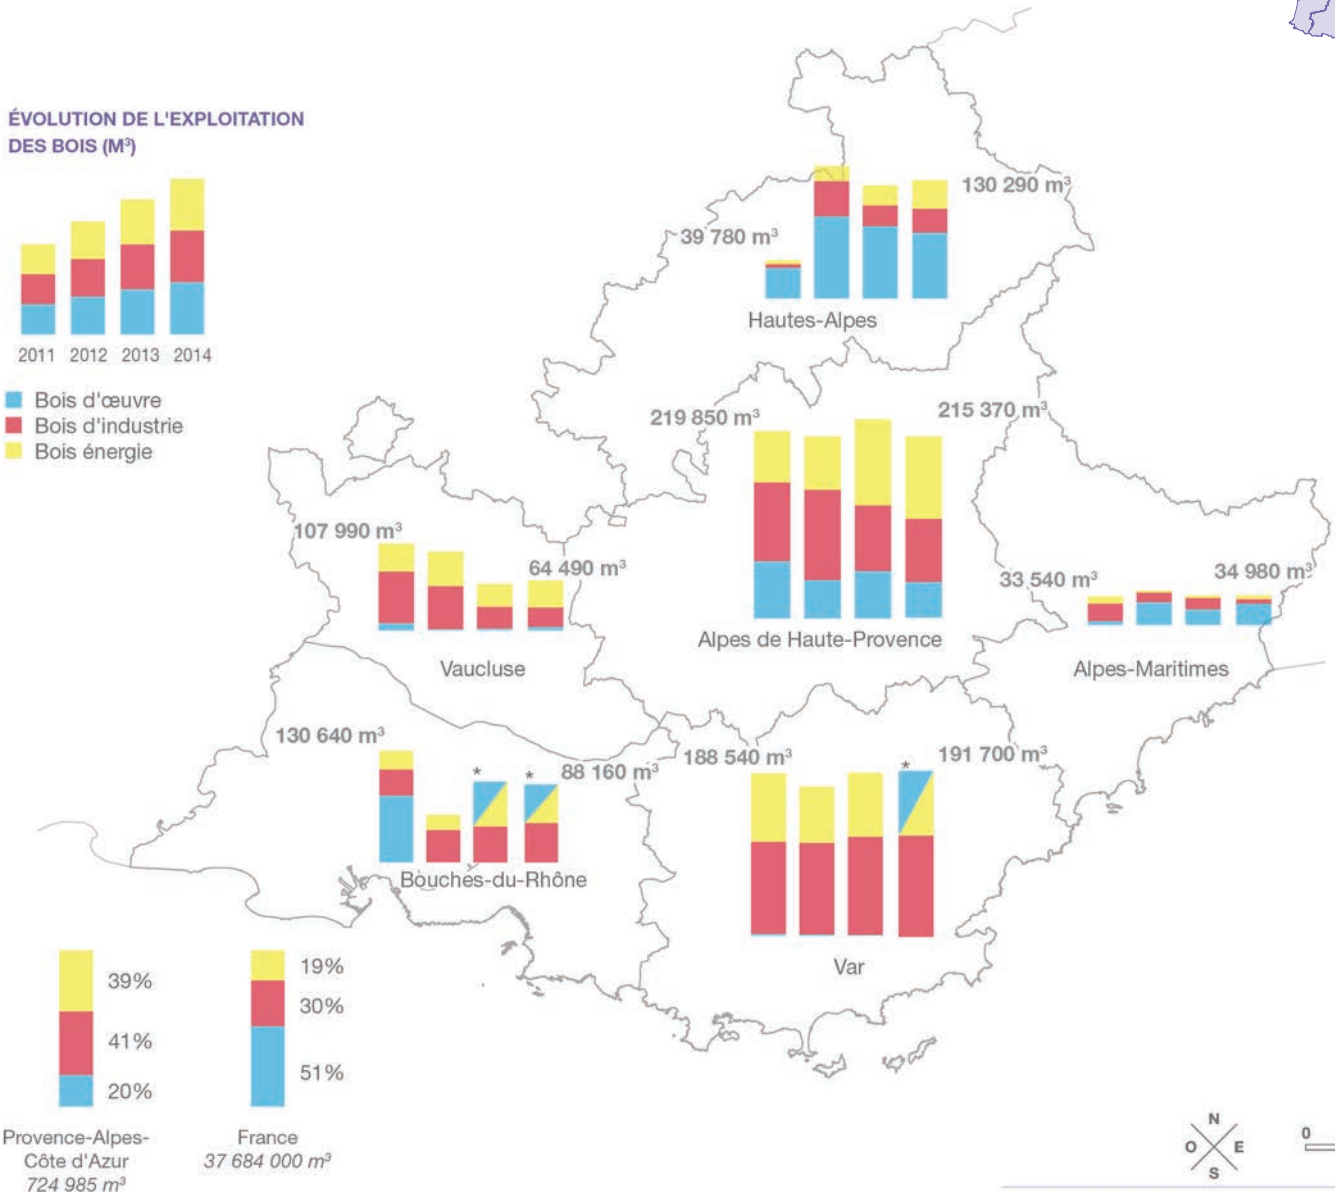 ÉVOLUTION DE L'EXPLOITATION
DES BOIS (M³)
2011 2012 2013 2014
Bois d'œuvre
Bois d'industrie
Bois énergie
39 780 m³
130 290 m³
Hautes-Alpes
219 850 m³
215 370 m³
Alpes de Haute-Provence
107 990 m³
64 490 m³
Vaucluse
33 540 m³
34 980 m³
Alpes-Maritimes
130 640 m³
*
*
88 160 m³
Bouches-du-Rhône
188 540 m³
*
191 700 m³
Var
39%
41%
20%
Provence-Alpes-
Côte d'Azur
724 985 m³
19%
30%
51%
France
37 684 000 m³
N
O E
S
0